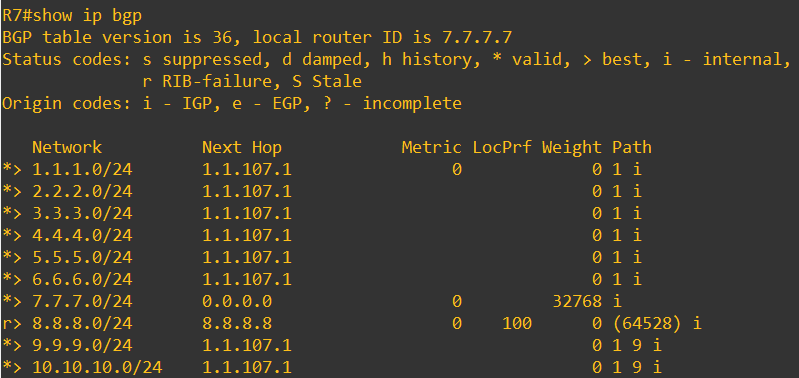 R7#show ip bgp
BGP table version is 36, local router ID is 7.7.7.7
Status codes: s suppressed, d damped, h history, * valid, > best, i - internal,
              r RIB-failure, S Stale
Origin codes: i - IGP, e - EGP, ? - incomplete

   Network          Next Hop            Metric LocPrf Weight Path
*> 1.1.1.0/24       1.1.107.1                0             0 1 i
*> 2.2.2.0/24       1.1.107.1                              0 1 i
*> 3.3.3.0/24       1.1.107.1                              0 1 i
*> 4.4.4.0/24       1.1.107.1                              0 1 i
*> 5.5.5.0/24       1.1.107.1                              0 1 i
*> 6.6.6.0/24       1.1.107.1                              0 1 i
*> 7.7.7.0/24       0.0.0.0                  0         32768 i
r> 8.8.8.0/24       8.8.8.8                  0    100      0 (64528) i
*> 9.9.9.0/24       1.1.107.1                              0 1 9 i
*> 10.10.10.0/24    1.1.107.1                              0 1 9 i